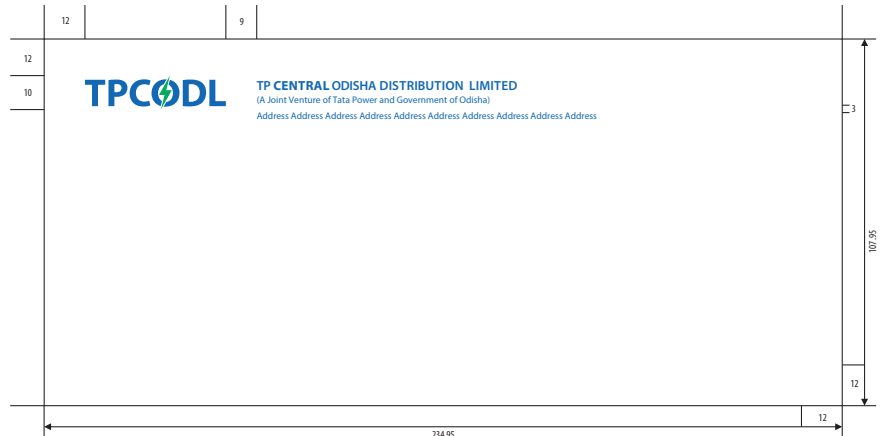 12
9
12
10
TPCODL
TP CENTRAL ODISHA DISTRIBUTION LIMITED
(A Joint Venture of Tata Power and Government of Odisha)
Address Address Address Address Address Address Address Address Address Address
3
107.95
12
12
234.95